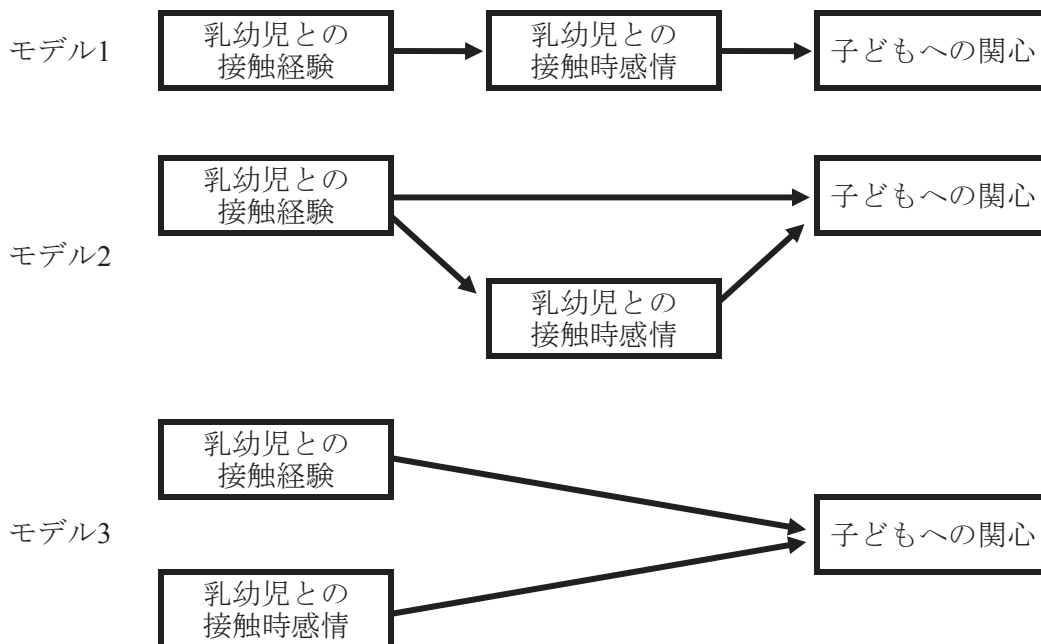 モデル1
乳幼児との
接触経験
乳幼児との
接触時感情
子どもへの関心
モデル2
乳幼児との
接触経験
子どもへの関心
乳幼児との
接触時感情
モデル3
乳幼児との
接触経験
子どもへの関心
乳幼児との
接触時感情